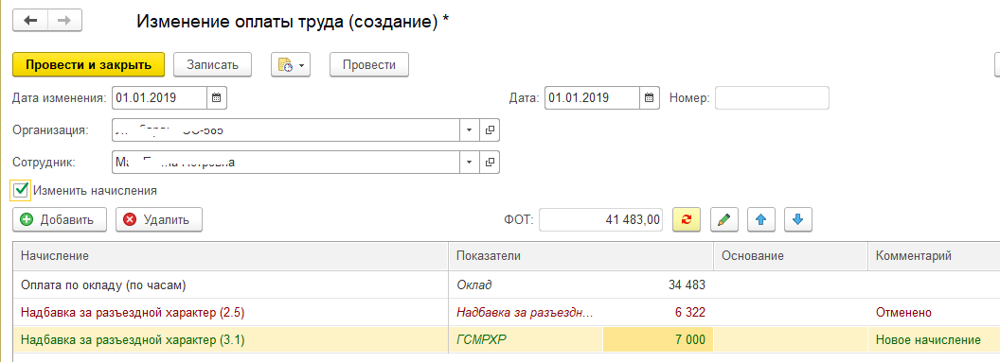 Изменение оплаты труда (создание) *
Провести и закрыть Записать Провести
Дата изменения: 01.01.2019 Дата: 01.01.2019 Номер:
Организация:
Сотрудник:
Изменить начисления
Добавить Удалить ФОТ: 41 483,00
Начисление Показатели Основание Комментарий
Оплата по окладу (по часам) Оклад 34 483
Надбавка за разъездной характер (2.5) Надбавка за разъездн... 6 322 Отменено
Надбавка за разъездной характер (3.1) ГСМРХР 7 000 Новое начисление